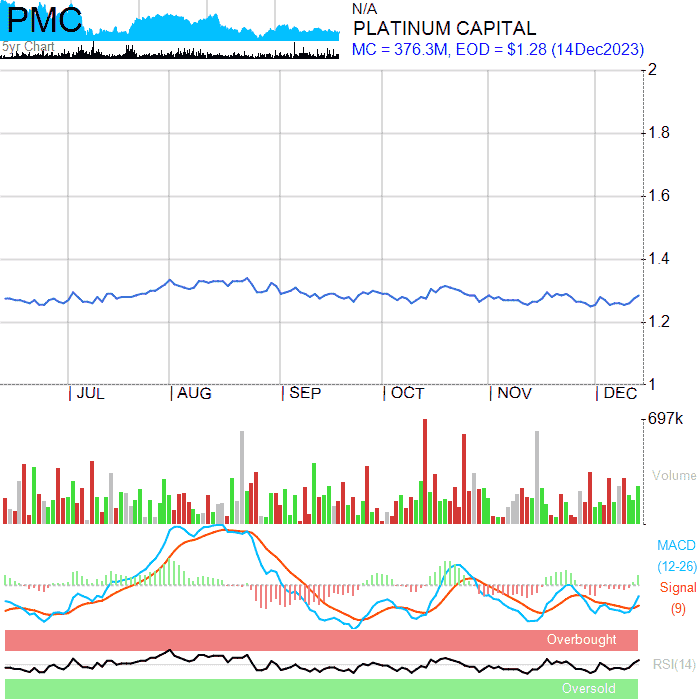 PMC
5yr Chart
N/A
PLATINUM CAPITAL
MC = 376.3M, EOD = $1.28 (14Dec2023)
2
1.8
1.6
1.4
1.2
1
JUL AUG SEP OCT NOV DEC
697k
Volume
MACD
(12-26)
Signal
(9)
Overbought
RSI(14)
Oversold